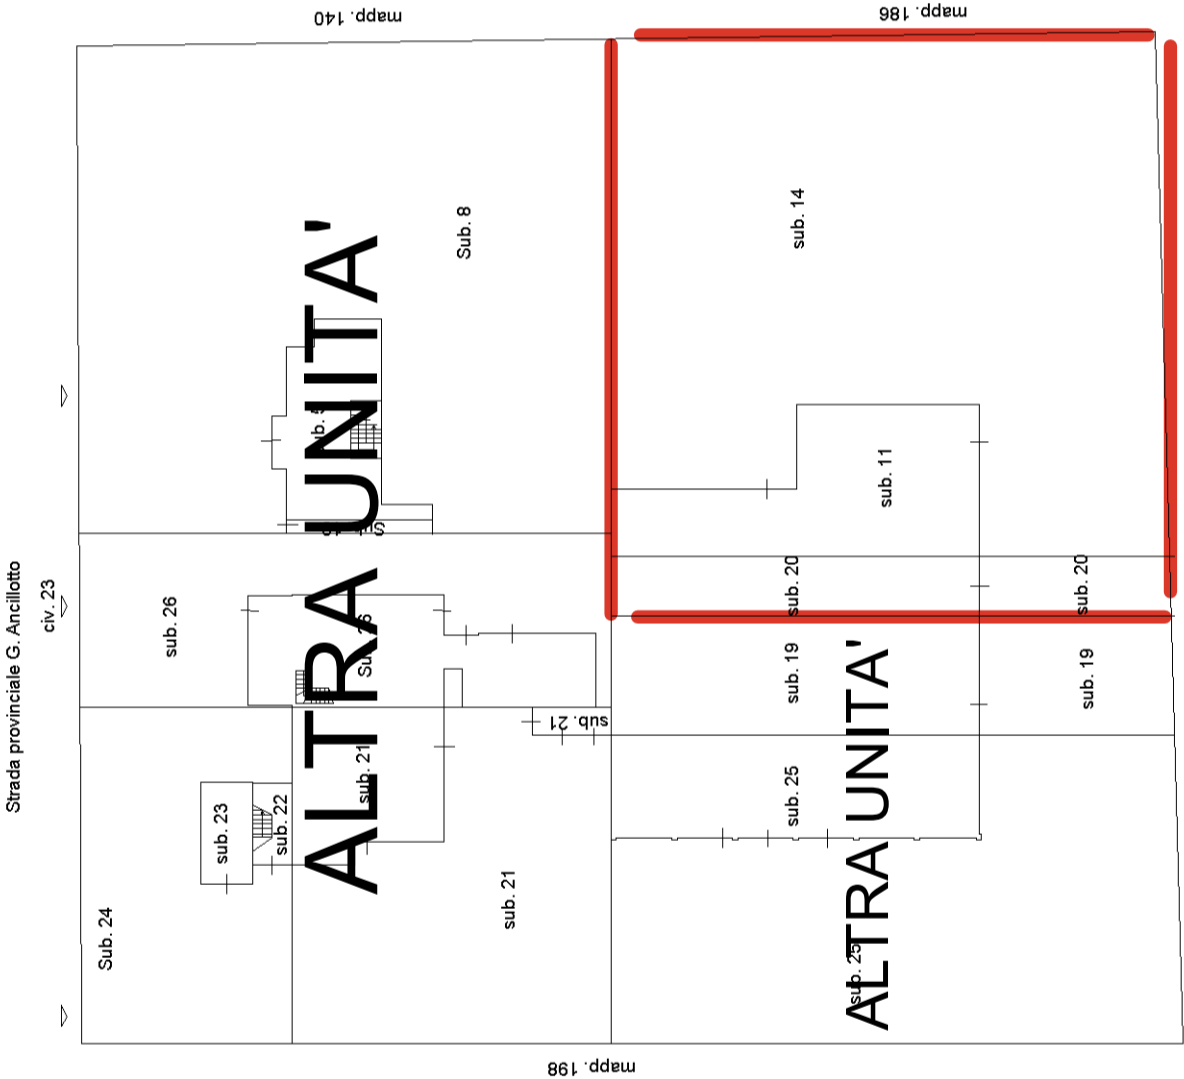 mapp. 140
mapp. 186
Sub. 8
sub. 14
sub. 11
sub. 20
sub. 20
Strada provinciale G. Ancillotto
civ. 23
sub. 26
sub. 19
sub. 19
sub. 21
sub. 21
sub. 25
sub. 23
sub. 22
sub. 21
Sub. 24
sub. 25
ALTRA UNITA'
ALTRA UNITA'
mapp. 198